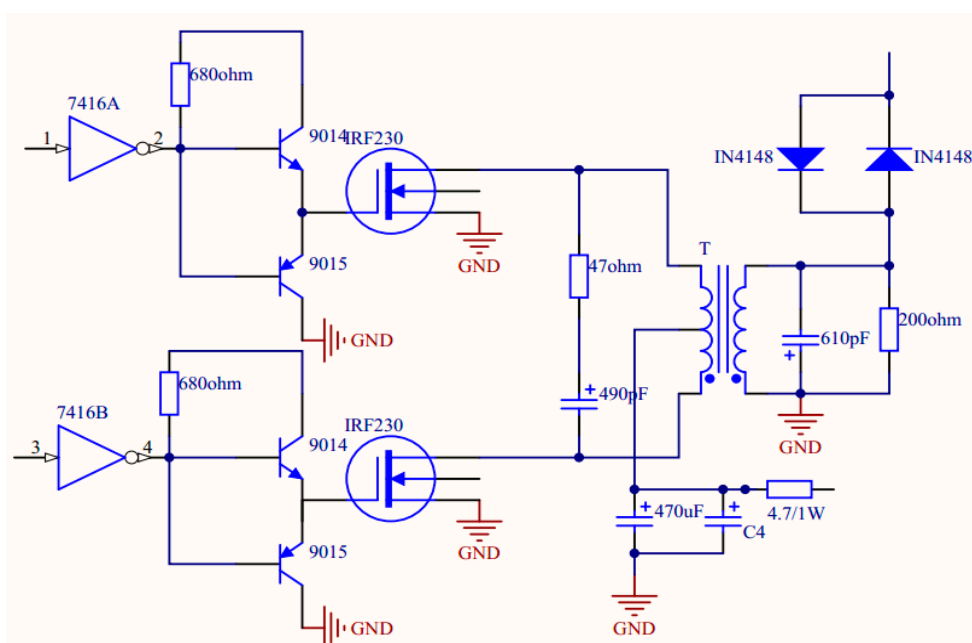 680ohm
7416A
1
2
9014
IRF230
9015
GND
GND
680ohm
7416B
3
4
9014
IRF230
9015
GND
GND
47ohm
490pF
T
IN4148
IN4148
610pF
200ohm
GND
470uF
C4
4.7/1W
GND